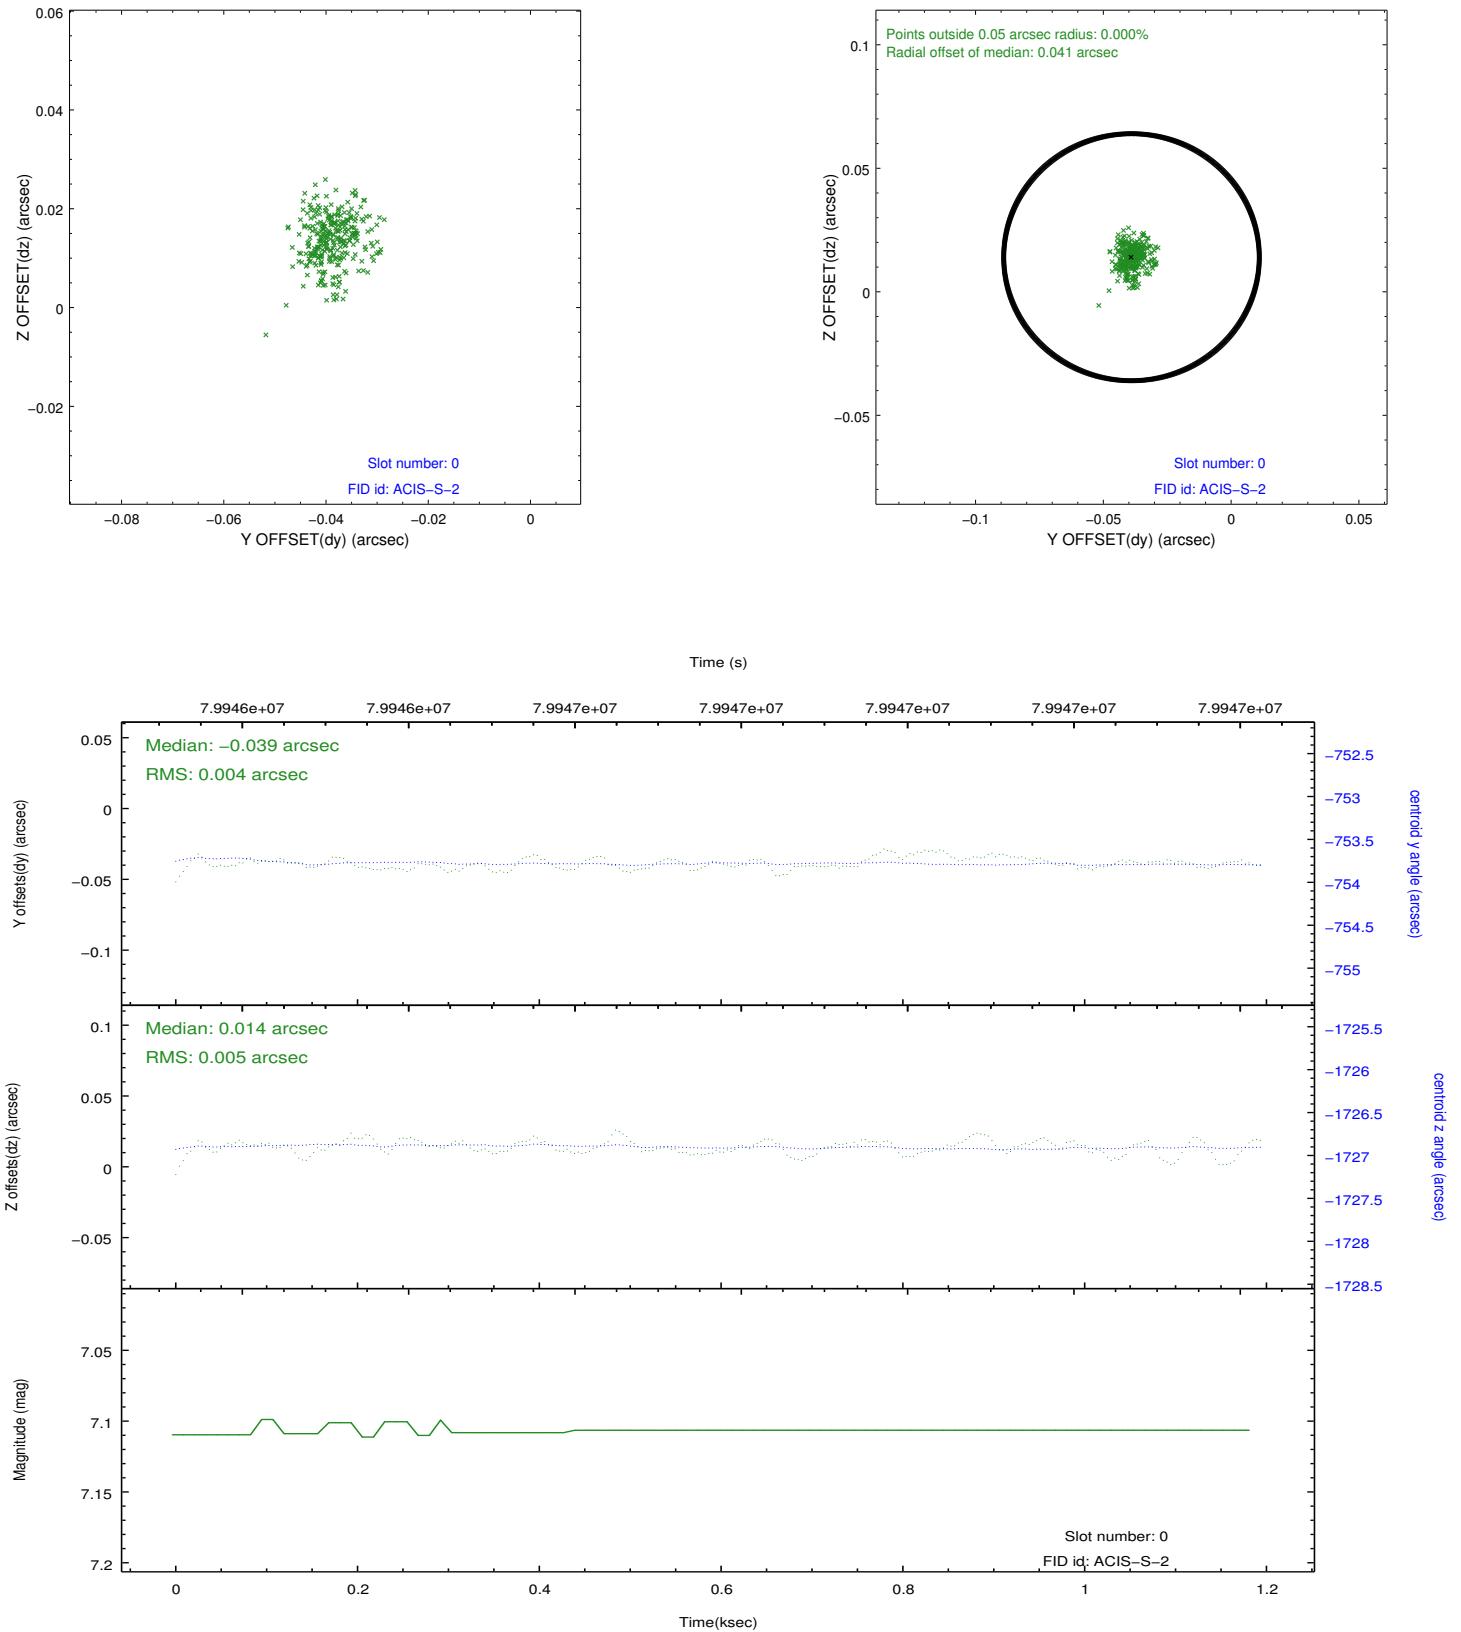 0.06
0.04
0.02
0
−0.02
Z OFFSET(dz) (arcsec)
Slot number: 0
FID id: ACIS−S−2
−0.08 −0.06 −0.04 −0.02 0
Y OFFSET(dy) (arcsec)
Points outside 0.05 arcsec radius: 0.000%
Radial offset of median: 0.041 arcsec
0.1
0.05
0
−0.05
Z OFFSET(dz) (arcsec)
Slot number: 0
FID id: ACIS−S−2
−0.1 −0.05 0 0.05
Y OFFSET(dy) (arcsec)
Time (s)
7.9946e+07 7.9946e+07 7.9947e+07 7.9947e+07 7.9947e+07 7.9947e+07 7.9947e+07
Median: −0.039 arcsec
RMS: 0.004 arcsec
0.05
0
−0.05
−0.1
Y offsets(dy) (arcsec)
−752.5
−753
−753.5
−754
−754.5
−755
centroid y angle (arcsec)
Median: 0.014 arcsec
RMS: 0.005 arcsec
0.1
0.05
0
−0.05
Z offsets(dz) (arcsec)
−1725.5
−1726
−1726.5
−1727
−1727.5
−1728
−1728.5
centroid z angle (arcsec)
7.05
7.1
7.15
7.2
Magnitude (mag)
Slot number: 0
FID id: ACIS−S−2
0 0.2 0.4 0.6 0.8 1 1.2
Time(ksec)